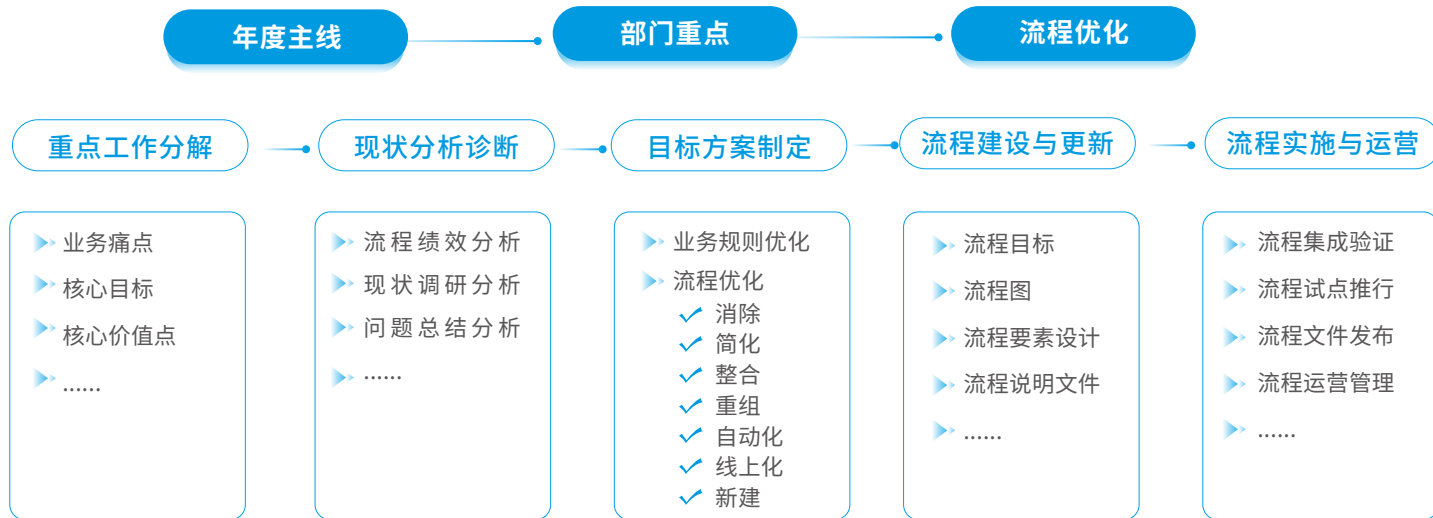 年度主线
部门重点
流程优化
重点工作分解
现状分析诊断
目标方案制定
流程建设与更新
流程实施与运营
业务痛点
核心目标
核心价值点
......
流程绩效分析
现状调研分析
问题总结分析
......
业务规则优化
流程优化
消除
简化
整合
重组
自动化
线上化
新建
流程目标
流程图
流程要素设计
流程说明文件
......
流程集成验证
流程试点推行
流程文件发布
流程运营管理
......